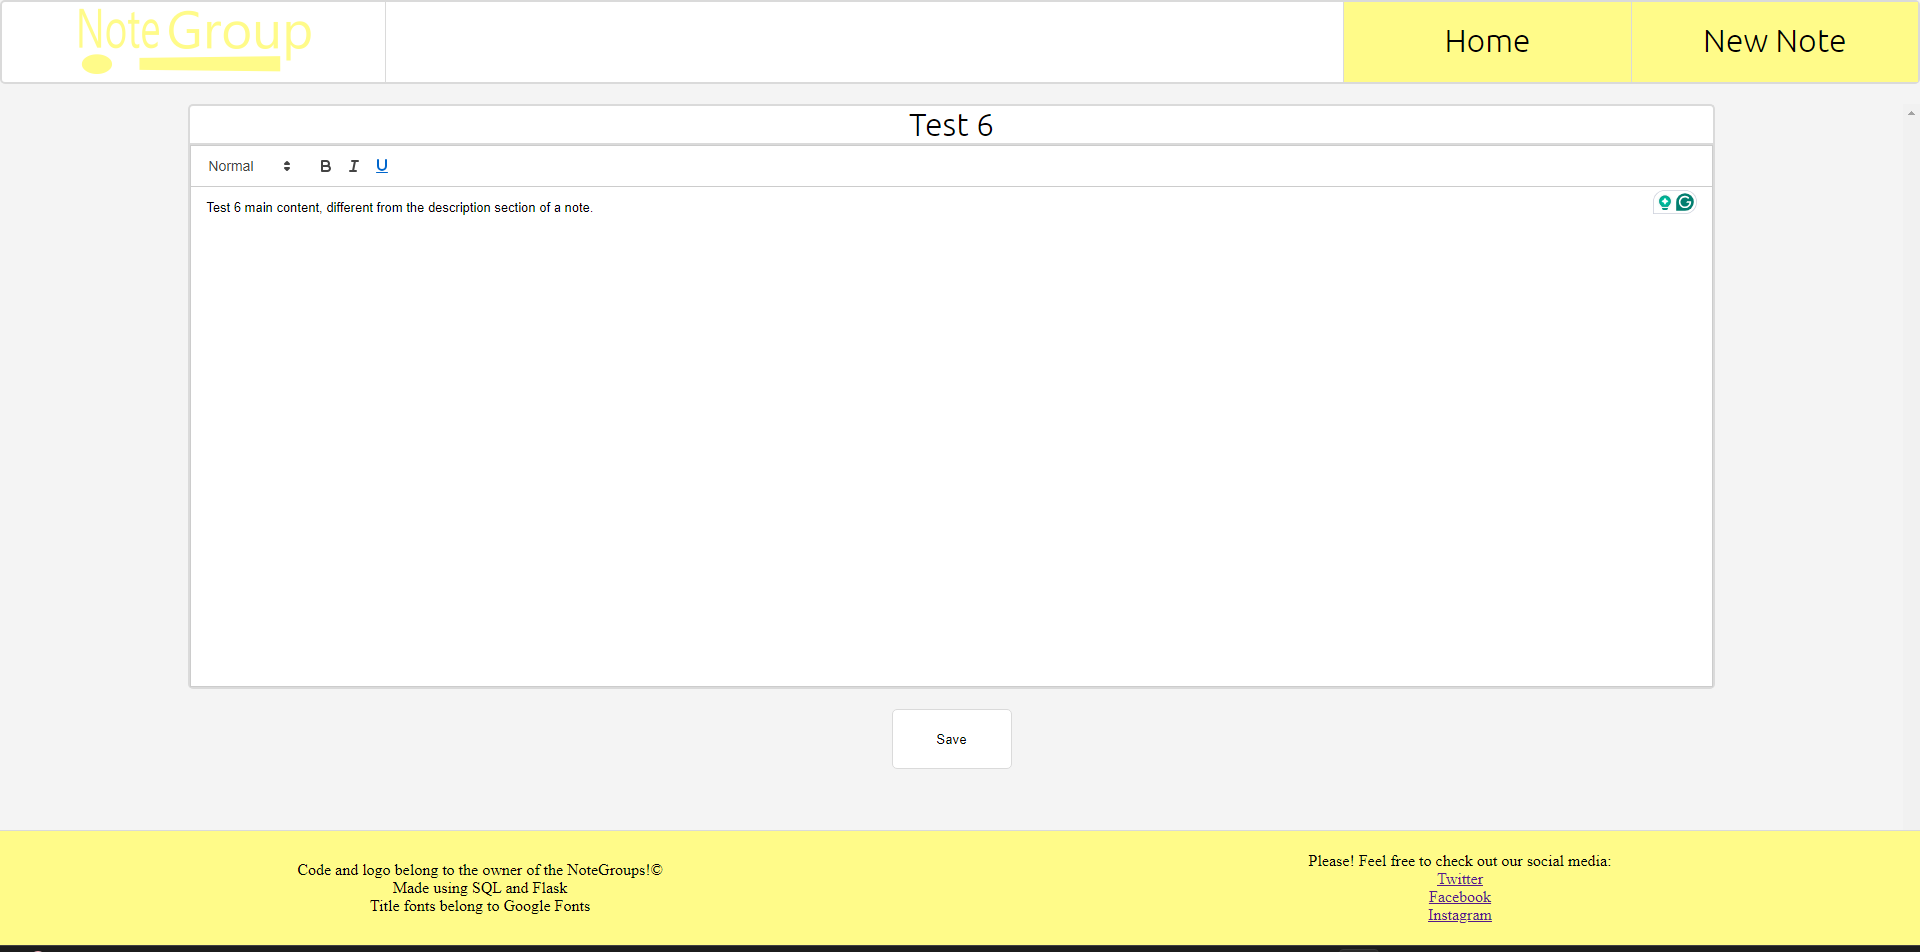 Note Group
Home
New Note
Test 6
Normal
B I U
Test 6 main content, different from the description section of a note.
Save
Code and logo belong to the owner of the NoteGroups!©
Made using SQL and Flask
Title fonts belong to Google Fonts
Please! Feel free to check out our social media:
Twitter
Facebook
Instagram